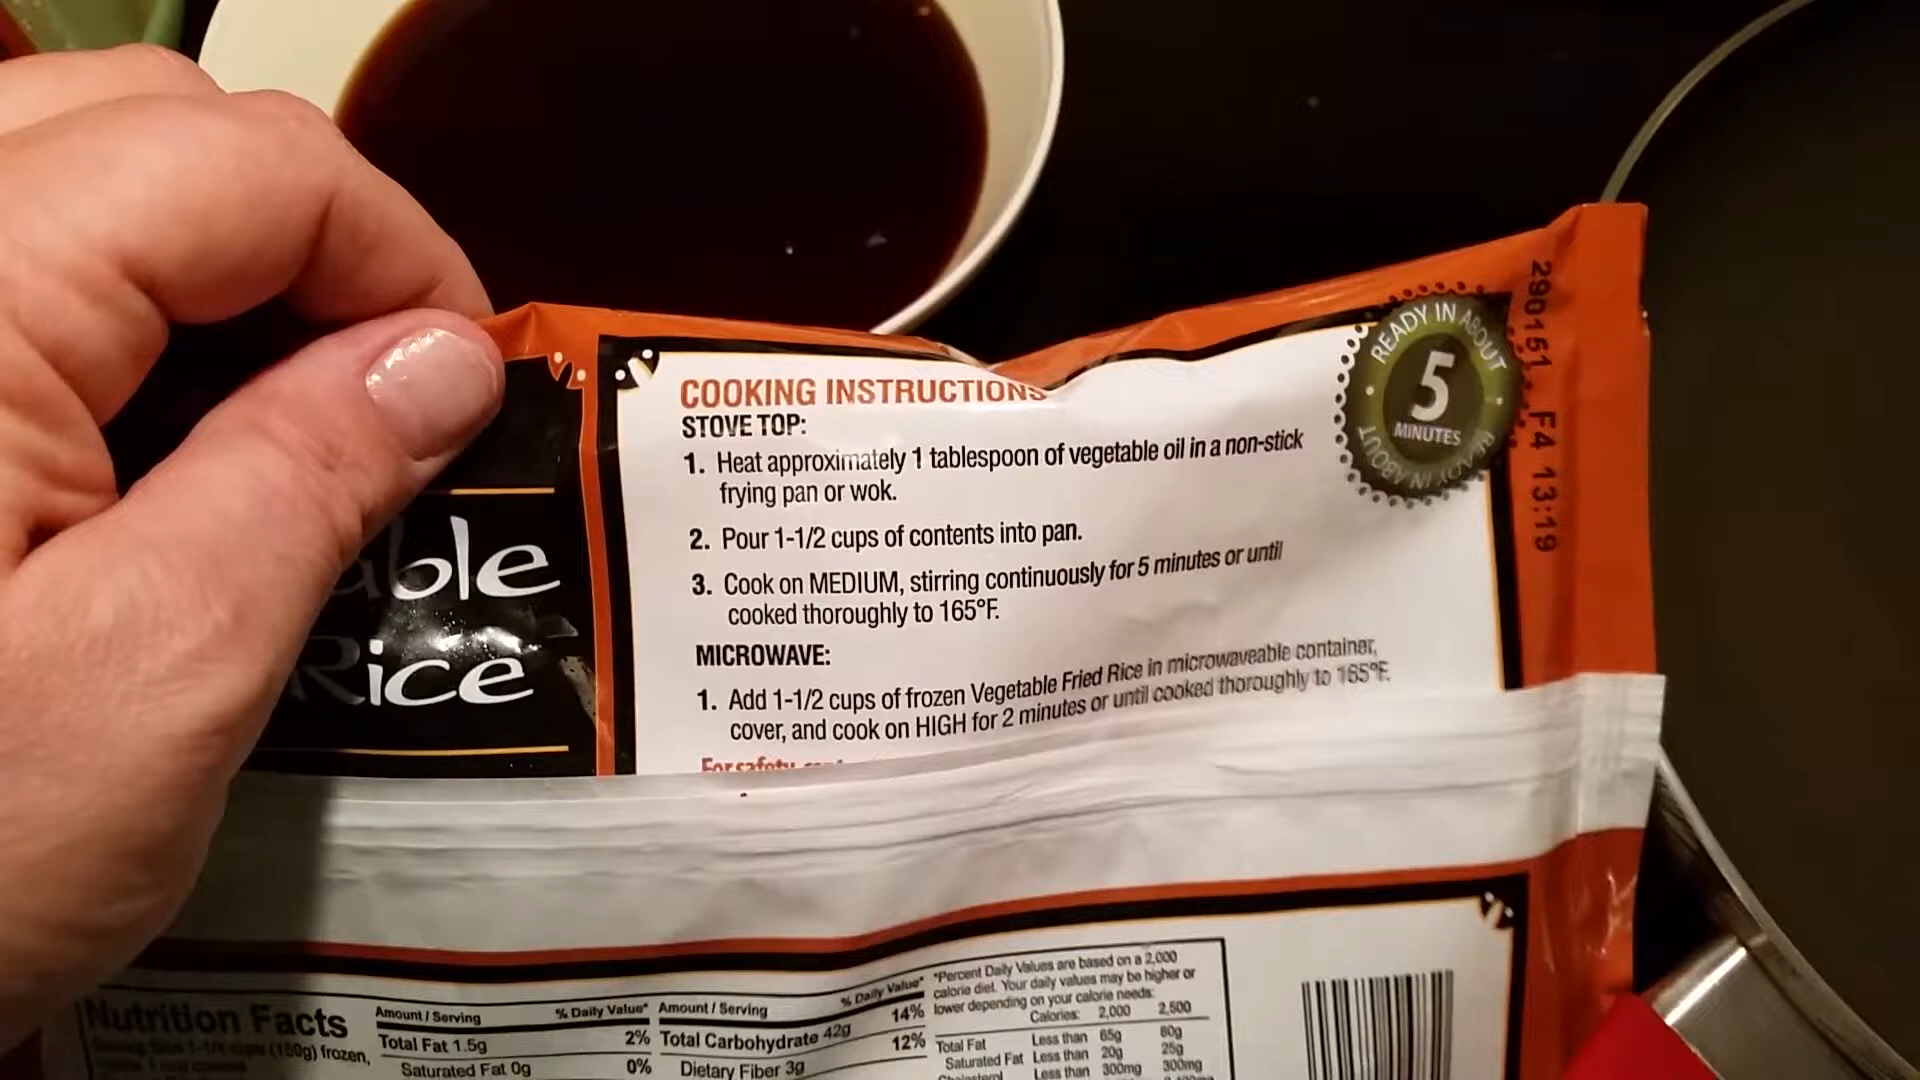 COOKING INSTRUCTIONS
STOVE TOP:
1. Heat approximately 1 tablespoon of vegetable oil in a non-stick
frying pan or wok.
2. Pour 1-1/2 cups of contents into pan.
3. Cook on MEDIUM, stirring continuously for 5 minutes or until
cooked thoroughly to 165°F.
MICROWAVE:
1. Add 1-1/2 cups of frozen Vegetable Fried Rice in microwaveable container,
cover, and cook on HIGH for 2 minutes or until cooked thoroughly to 165°F.
For safety,
READY IN ABOUT
5
MINUTES
READY IN ABOUT
290151 F4 13:19
able
Rice
Nutrition Facts
(150g) frozen,
Amount / Serving % Daily Value*
Total Fat 1.5g 2%
Saturated Fat 0g 0%
Amount / Serving % Daily Value*
Total Carbohydrate 42g 14%
Dietary Fiber 3g 12%
*Percent Daily Values are based on a 2,000
calorie diet. Your daily values may be higher or
lower depending on your calorie needs:
Calories: 2,000 2,500
Total Fat Less than 65g 80g
Saturated Fat Less than 20g 25g
Cholesterol Less than 300mg 300mg